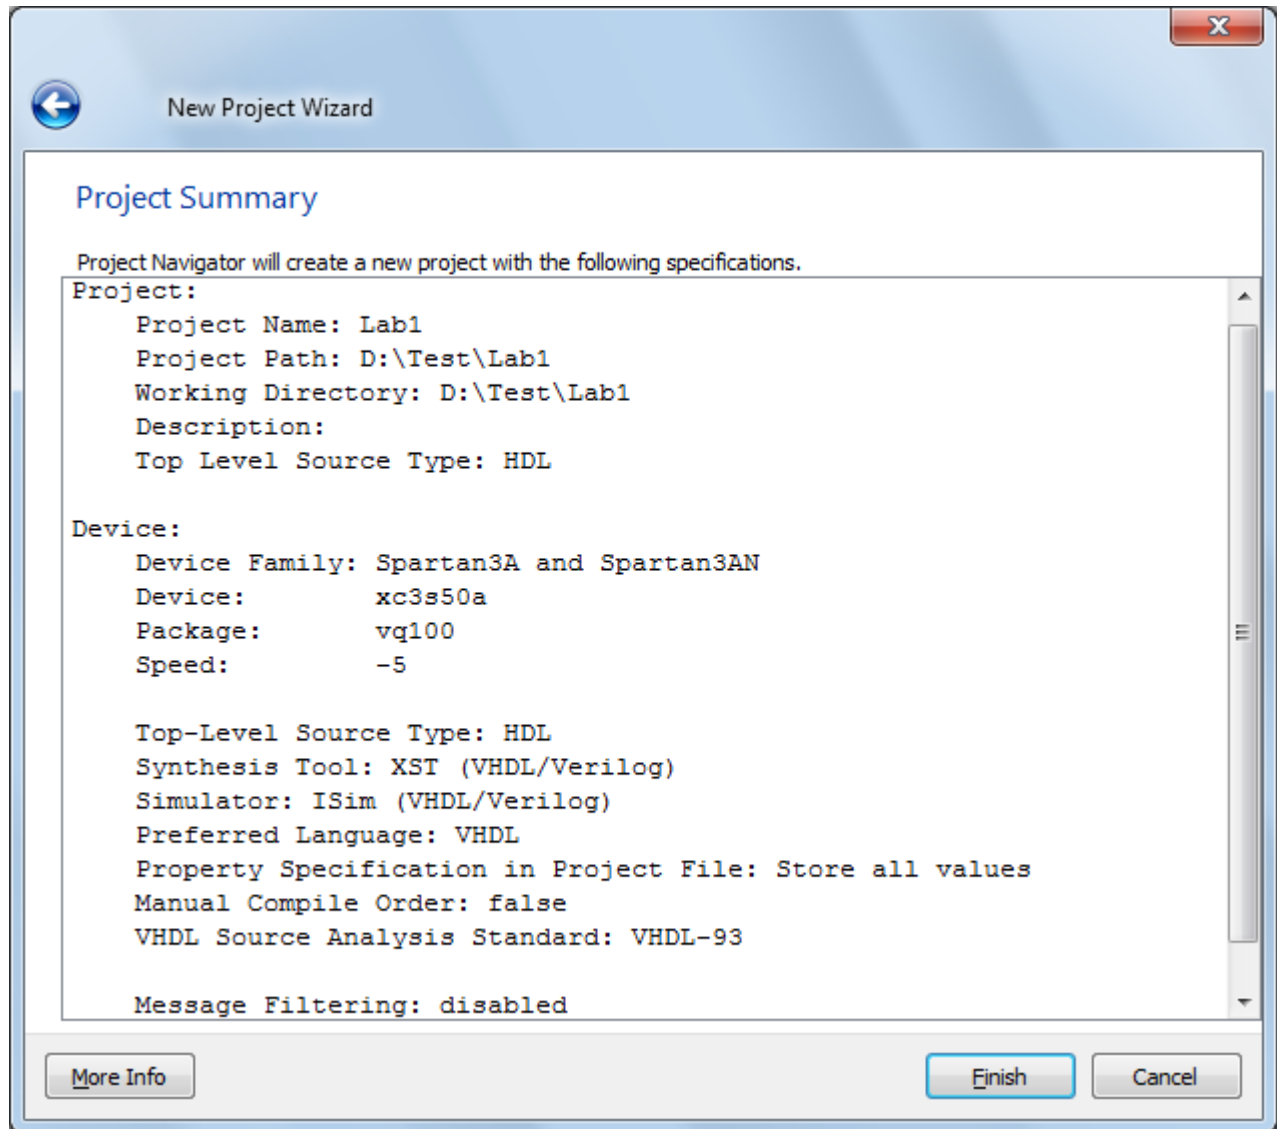 New Project Wizard
Project Summary
Project Navigator will create a new project with the following specifications.
Project:
Project Name: Lab1
Project Path: D:\Test\Lab1
Working Directory: D:\Test\Lab1
Description:
Top Level Source Type: HDL
Device:
Device Family: Spartan3A and Spartan3AN
Device: xc3s50a
Package: vq100
Speed: -5
Top-Level Source Type: HDL
Synthesis Tool: XST (VHDL/Verilog)
Simulator: ISim (VHDL/Verilog)
Preferred Language: VHDL
Property Specification in Project File: Store all values
Manual Compile Order: false
VHDL Source Analysis Standard: VHDL-93
Message Filtering: disabled
More Info Finish Cancel